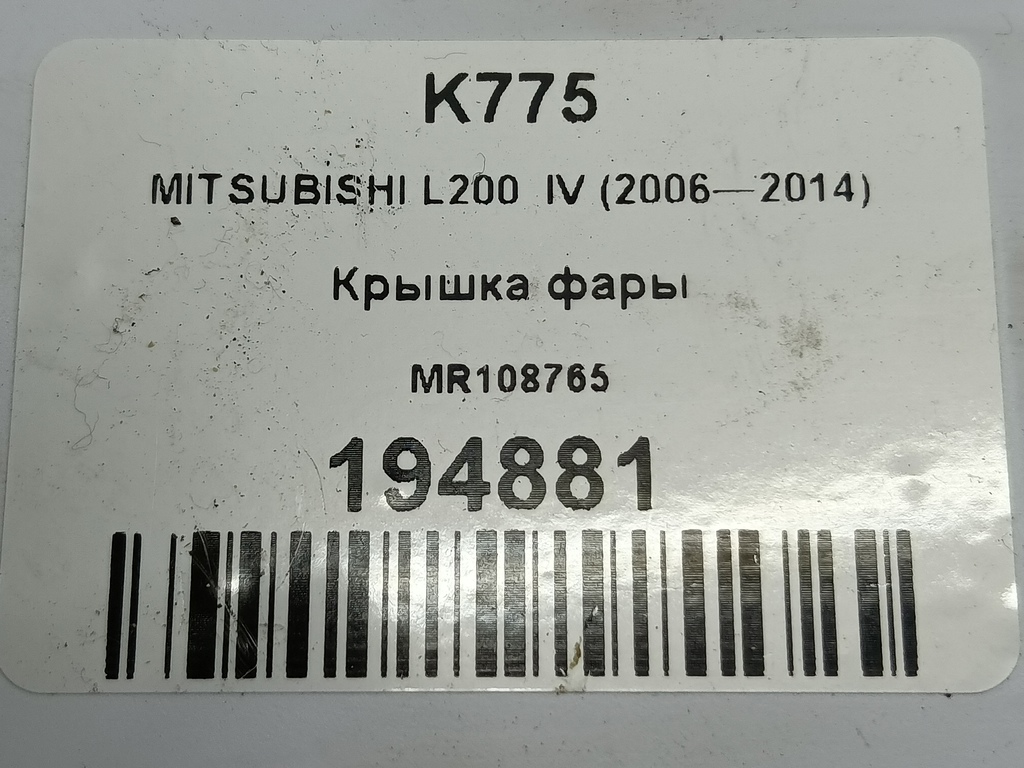 K775
MITSUBISHI L200 IV (2006—2014)
Крышка фары
MR108765
194881